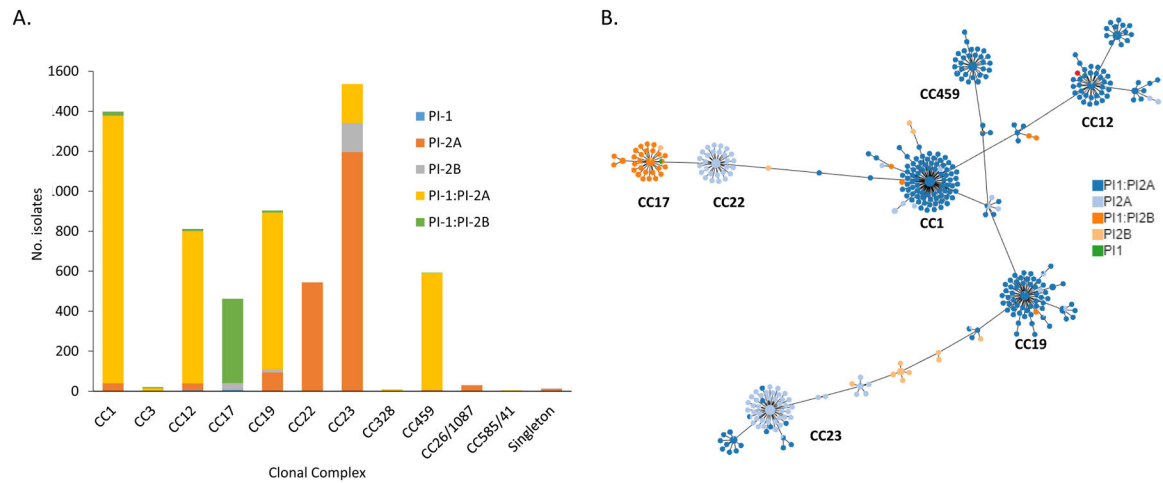 A.
1600
1400
1200
1000
800
600
400
200
0
No. isolates
PI-1
PI-2A
PI-2B
PI-1:PI-2A
PI-1:PI-2B
CC1
CC3
CC12
CC17
CC19
CC22
CC23
CC328
CC459
CC26/1087
CC585/41
Singleton
Clonal Complex
B.
CC459
CC12
CC17
CC22
CC1
CC19
CC23
PI1:PI2A
PI2A
PI1:PI2B
PI2B
PI1